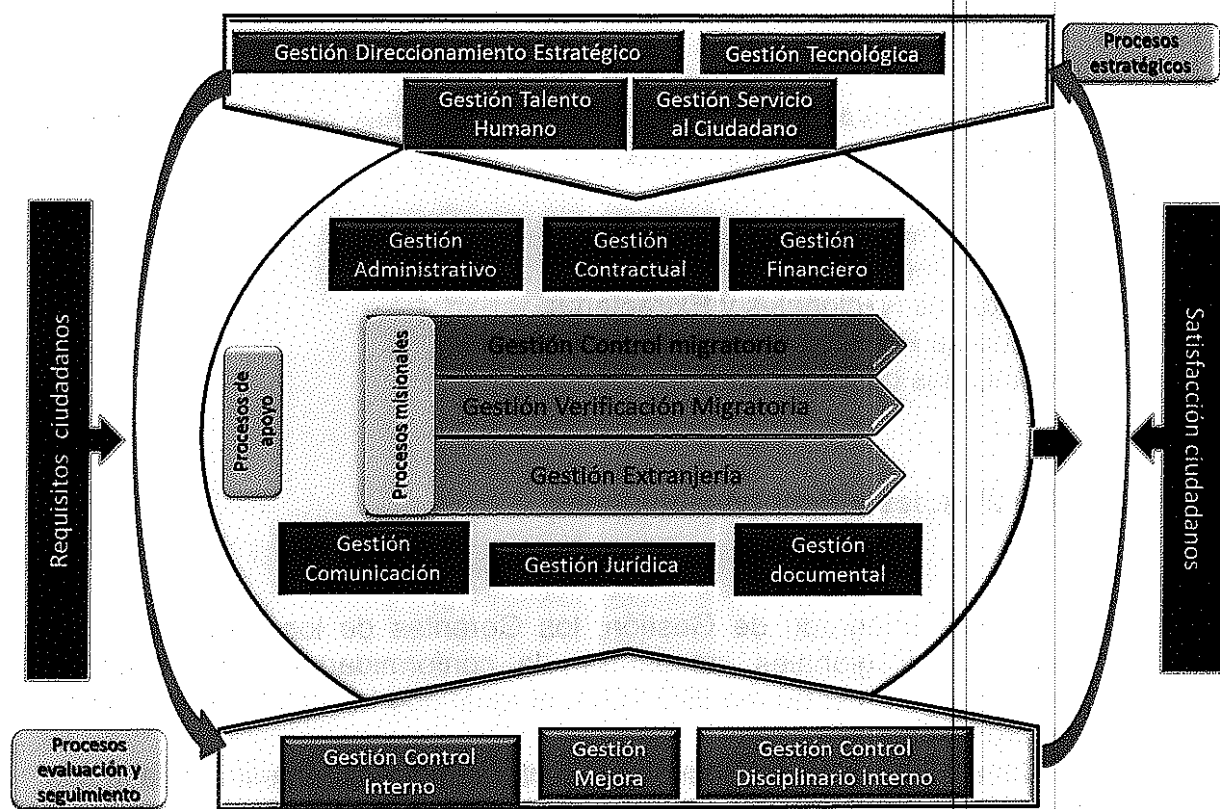 Gestión Direccionamiento Estratégico
Gestión Tecnológica
Procesos
estratégicos
Gestión Talento
Humano
Gestión Servicio
al Ciudadano
Requisitos ciudadanos
Gestión
Administrativo
Gestión
Contractual
Gestión
Financiero
Procesos de
apoyo
Procesos misionales
Gestión Control migratorio
Gestión Verificación Migratoria
Gestión Extranjería
Satisfacción ciudadanos
Gestión
Comunicación
Gestión Jurídica
Gestión
documental
Procesos
evaluación y
seguimiento
Gestión Control
Interno
Gestión
Mejora
Gestión Control
Disciplinario interno